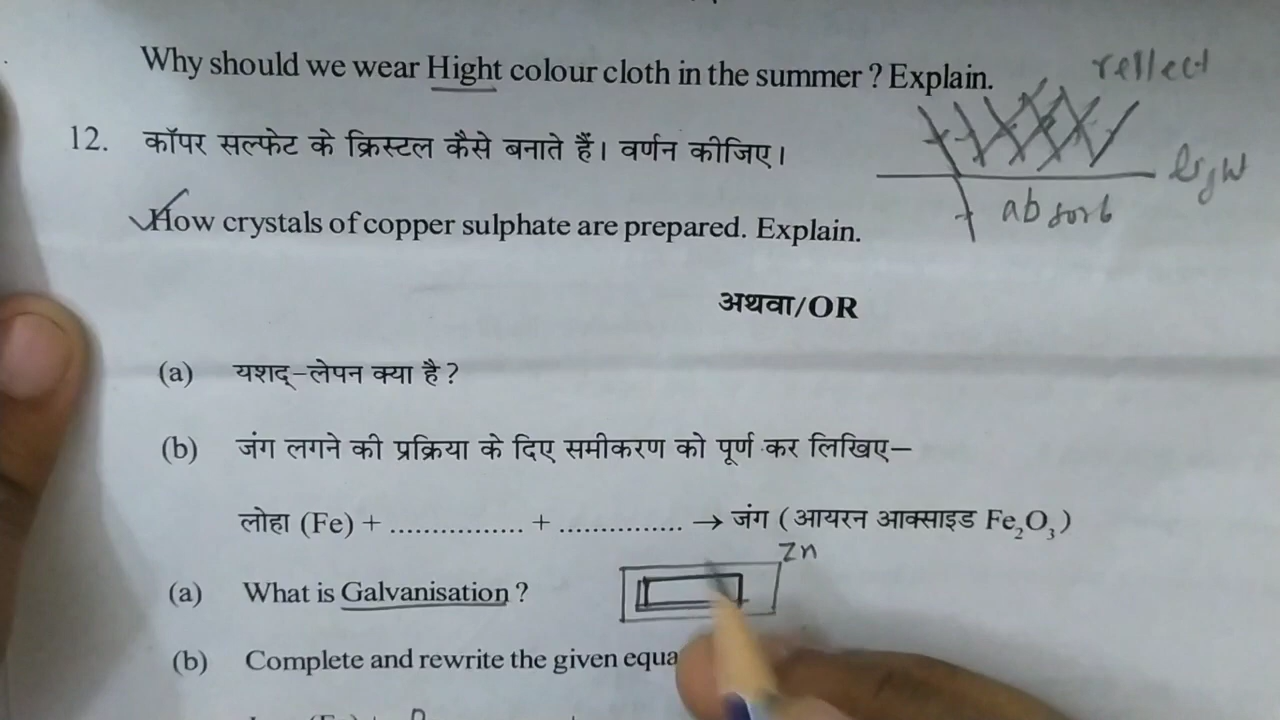 Why should we wear Hight colour cloth in the summer ? Explain.
reflect
12. कॉपर सल्फेट के क्रिस्टल कैसे बनाते हैं। वर्णन कीजिए।
light
absorb
How crystals of copper sulphate are prepared. Explain.
अथवा/OR
(a) यशद्-लेपन क्या है ?
(b) जंग लगने की प्रक्रिया के दिए समीकरण को पूर्ण कर लिखिए–
लोहा (Fe) + ................ + ............... → जंग ( आयरन आक्साइड Fe₂O₃ )
Zn
(a) What is Galvanisation ?
(b) Complete and rewrite the given equa